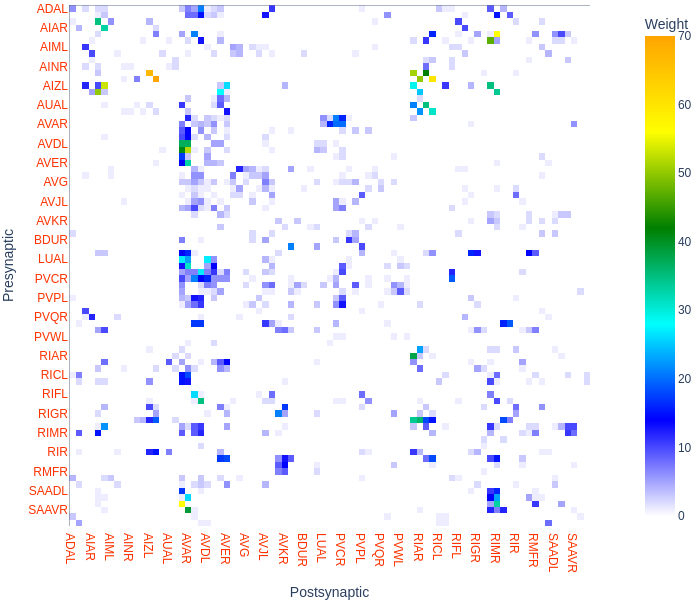 Weight
ADAL
AIAR
AIML
AINR
AIZL
AUAL
AVAR
AVDL
AVER
AVG
AVJL
AVKR
BDUR
LUAL
PVCR
PVPL
PVQR
PVWL
RIAR
RICL
RIFL
RIGR
RIMR
RIR
RMFR
SAADL
SAAVR
Presynaptic
ADAL
AIAR
AIML
AINR
AIZL
AUAL
AVAR
AVDL
AVER
AVG
AVJL
AVKR
BDUR
LUAL
PVCR
PVPL
PVQR
PVWL
RIAR
RICL
RIFL
RIGR
RIMR
RIR
RMFR
SAADL
SAAVR
Postsynaptic
70
60
50
40
30
20
10
0